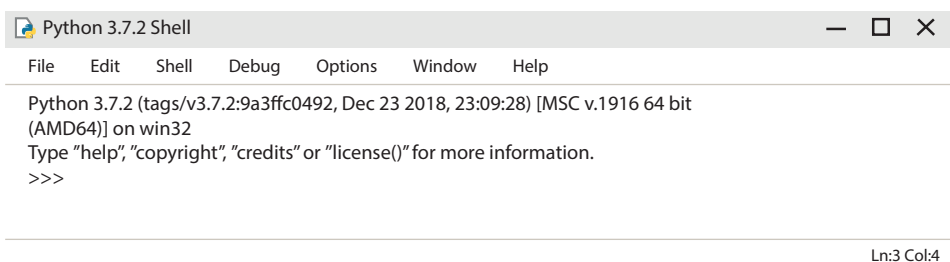 Python 3.7.2 Shell
File Edit Shell Debug Options Window Help
Python 3.7.2 (tags/v3.7.2:9a3ffc0492, Dec 23 2018, 23:09:28) [MSC v.1916 64 bit
(AMD64)] on win32
Type "help", "copyright", "credits" or "license()" for more information.
>>>
Ln:3 Col:4